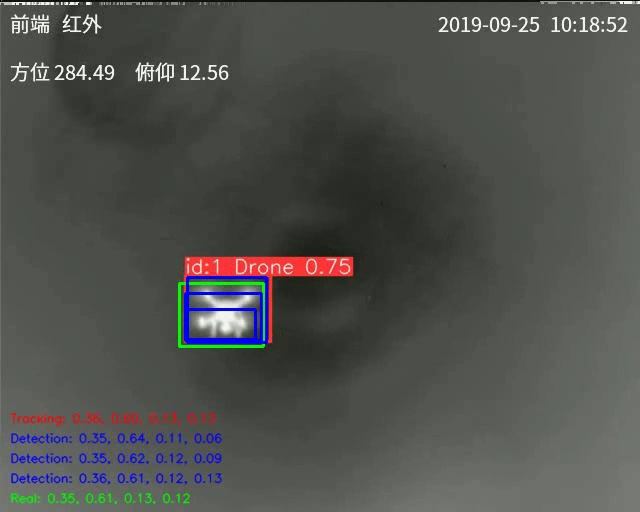 前端 红外
2019-09-25 10:18:52
方位 284.49 俯仰 12.56
id:1 Drone 0.75
Tracking: 0.36, 0.60, 0.13, 0.13
Detection: 0.35, 0.64, 0.11, 0.06
Detection: 0.35, 0.62, 0.12, 0.09
Detection: 0.36, 0.61, 0.12, 0.13
Real: 0.35, 0.61, 0.13, 0.12